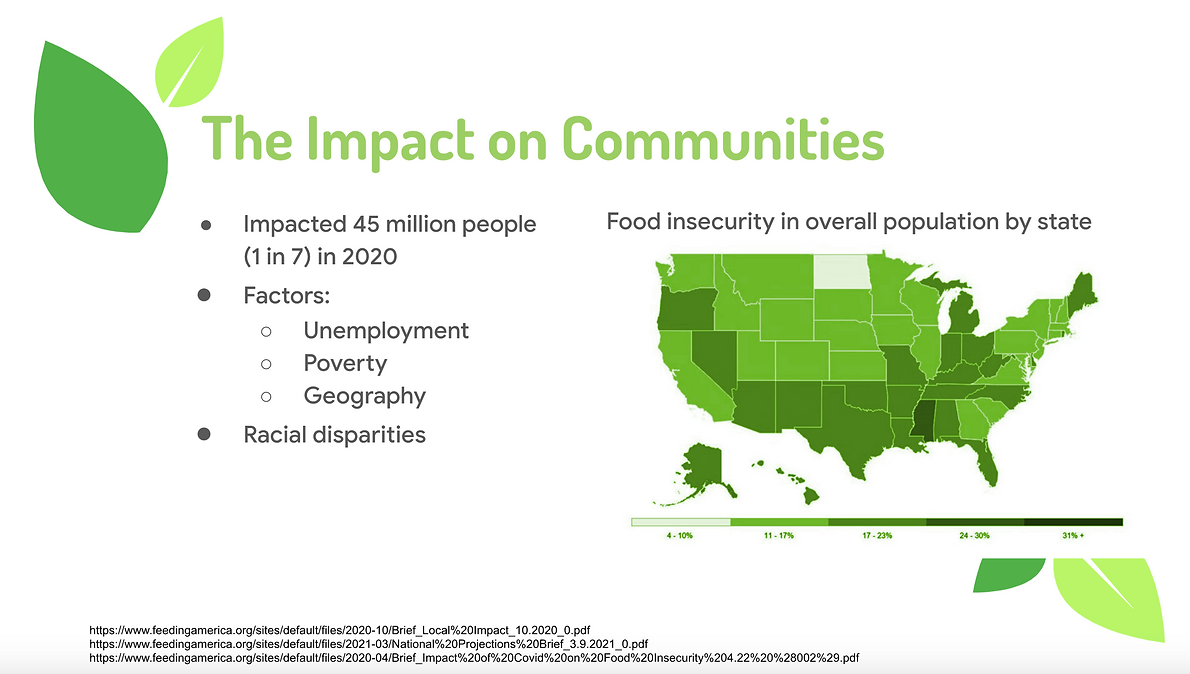 The Impact on Communities
Impacted 45 million people
(1 in 7) in 2020
Factors:
Unemployment
Poverty
Geography
Racial disparities
Food insecurity in overall population by state
4 - 10%
11 - 17%
17 - 23%
24 - 30%
31% +
https://www.feedingamerica.org/sites/default/files/2020-10/Brief_Local%20Impact_10.2020_0.pdf
https://www.feedingamerica.org/sites/default/files/2021-03/National%20Projections%20Brief_3.9.2021_0.pdf
https://www.feedingamerica.org/sites/default/files/2020-04/Brief_Impact%20of%20Covid%20on%20Food%20Insecurity%204.22%20%28002%29.pdf